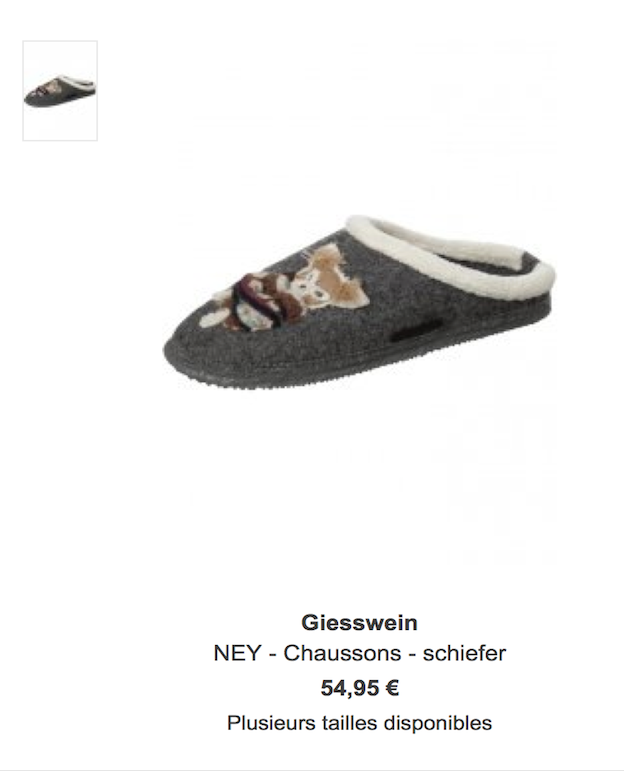 Giesswein
NEY - Chaussons - schiefer
54,95 €
Plusieurs tailles disponibles